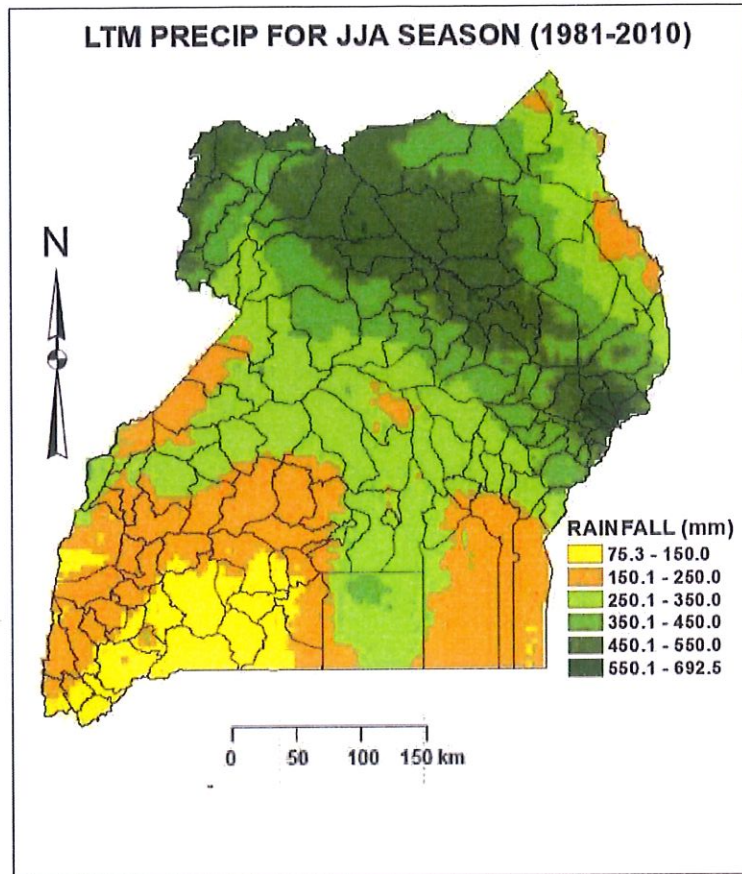 LTM PRECIP FOR JJA SEASON (1981-2010)
N
RAINFALL (mm)
75.3 - 150.0
150.1 - 250.0
250.1 - 350.0
350.1 - 450.0
450.1 - 550.0
550.1 - 692.5
0 50 100 150 km